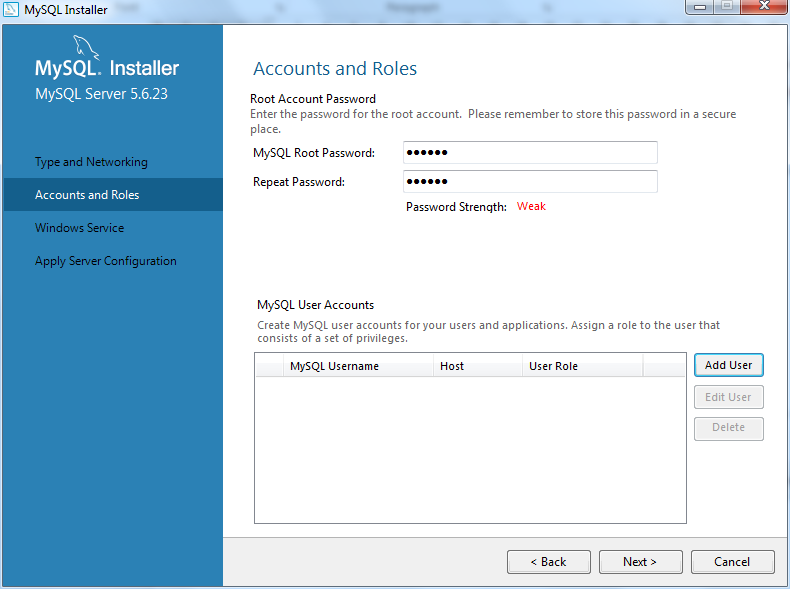 MySQL Installer
MySQL. Installer
MySQL Server 5.6.23
Type and Networking
Accounts and Roles
Windows Service
Apply Server Configuration
Accounts and Roles
Root Account Password
Enter the password for the root account.  Please remember to store this password in a secure
place.
MySQL Root Password: ●●●●●●
Repeat Password: ●●●●●●
Password Strength: Weak
MySQL User Accounts
Create MySQL user accounts for your users and applications. Assign a role to the user that
consists of a set of privileges.
MySQL Username Host User Role
Add User
Edit User
Delete
< Back Next > Cancel